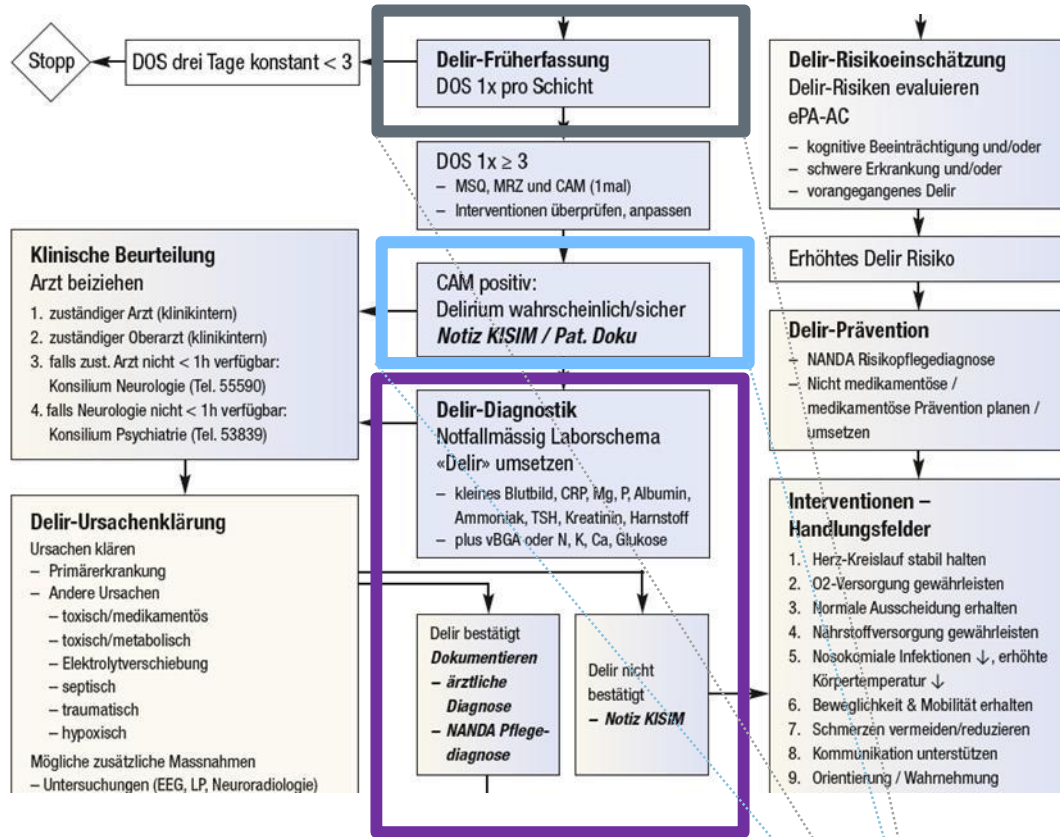 Stopp
DOS drei Tage konstant < 3
Delir-Früherfassung
DOS 1x pro Schicht
DOS 1x ≥ 3
– MSQ, MRZ und CAM (1mal)
– Interventionen überprüfen, anpassen
CAM positiv:
Delirium wahrscheinlich/sicher
Notiz KISIM / Pat. Doku
Klinische Beurteilung
Arzt beiziehen
1. zuständiger Arzt (klinikintern)
2. zuständiger Oberarzt (klinikintern)
3. falls zust. Arzt nicht < 1h verfügbar:
Konsilium Neurologie (Tel. 55590)
4. falls Neurologie nicht < 1h verfügbar:
Konsilium Psychiatrie (Tel. 53839)
Delir-Diagnostik
Notfallmässig Laborschema
«Delir» umsetzen
– kleines Blutbild, CRP, Mg, P, Albumin,
Ammoniak, TSH, Kreatinin, Harnstoff
– plus vBGA oder N, K, Ca, Glukose
Delir-Ursachenklärung
Ursachen klären
– Primärerkrankung
– Andere Ursachen
– toxisch/medikamentös
– toxisch/metabolisch
– Elektrolytverschiebung
– septisch
– traumatisch
– hypoxisch
Mögliche zusätzliche Massnahmen
– Untersuchungen (EEG, LP, Neuroradiologie)
Delir bestätigt
Dokumentieren
– ärztliche
Diagnose
– NANDA Pflege-
diagnose
Delir nicht
bestätigt
– Notiz KISIM
Delir-Risikoeinschätzung
Delir-Risiken evaluieren
ePA-AC
– kognitive Beeinträchtigung und/oder
– schwere Erkrankung und/oder
– vorangegangenes Delir
Erhöhtes Delir Risiko
Delir-Prävention
– NANDA Risikopflegediagnose
– Nicht medikamentöse /
medikamentöse Prävention planen /
umsetzen
Interventionen –
Handlungsfelder
1. Herz-Kreislauf stabil halten
2. O2-Versorgung gewährleisten
3. Normale Ausscheidung erhalten
4. Nährstoffversorgung gewährleisten
5. Nosokomiale Infektionen ↓, erhöhte
Körpertemperatur ↓
6. Beweglichkeit & Mobilität erhalten
7. Schmerzen vermeiden/reduzieren
8. Kommunikation unterstützen
9. Orientierung / Wahrnehmung